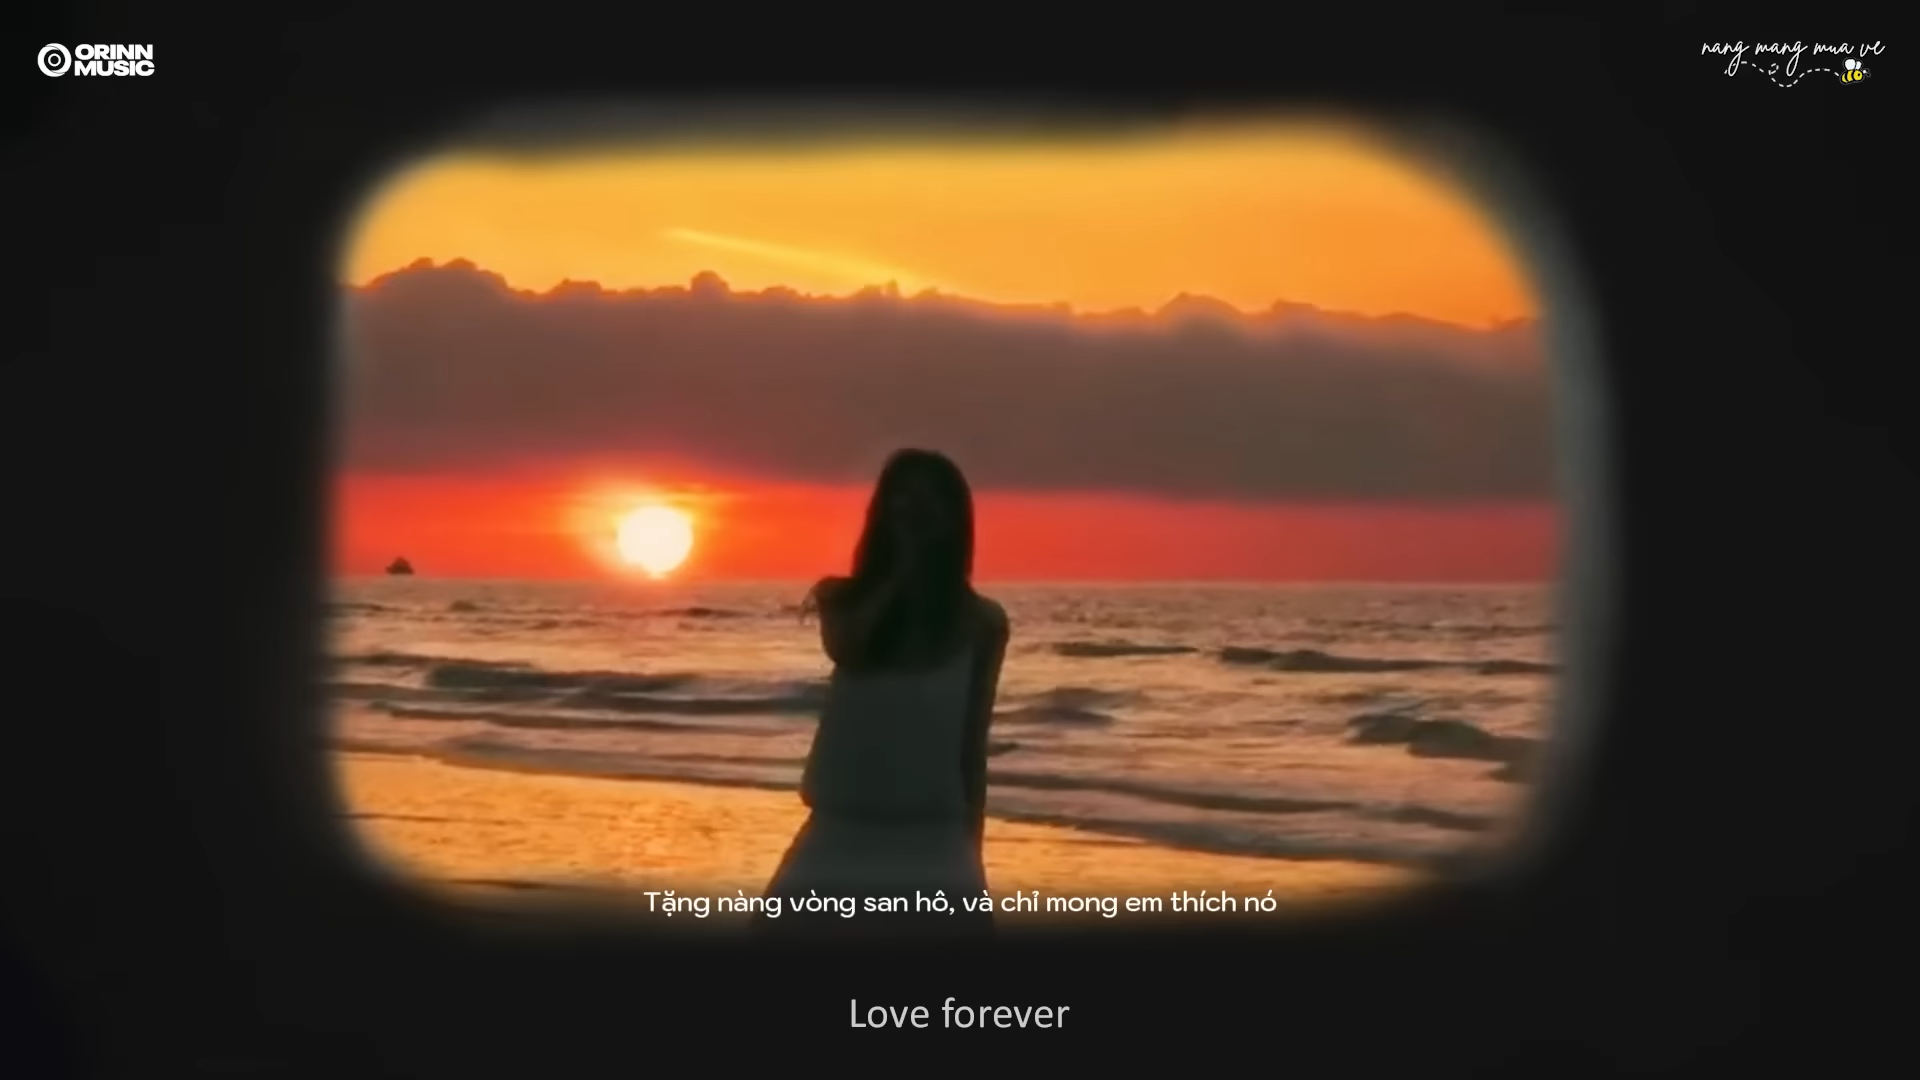 ORINN
MUSIC
nang mang mua ve
Tặng nàng vòng san hô, và chỉ mong em thích nó
Love forever